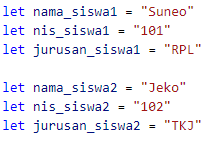 let nama_siswa1 = "Suneo"
let nis_siswa1 = "101"
let jurusan_siswa1 = "RPL"
let nama_siswa2 = "Jeko"
let nis_siswa2 = "102"
let jurusan_siswa2 = "TKJ"